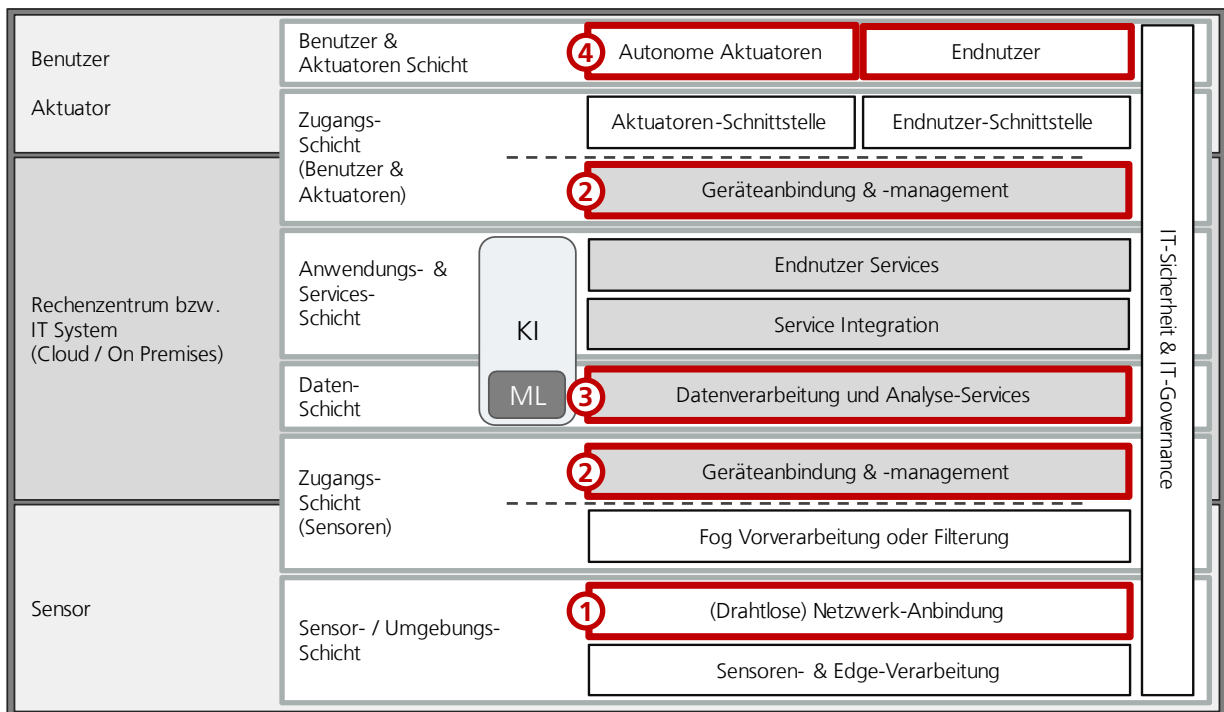 Benutzer
Aktuator
Benutzer &
Aktuatoren Schicht
4
Autonome Aktuatoren
Endnutzer
Zugangs-
Schicht
(Benutzer &
Aktuatoren)
Aktuatoren-Schnittstelle
Endnutzer-Schnittstelle
2
Geräteanbindung & -management
Rechenzentrum bzw.
IT System
(Cloud / On Premises)
Anwendungs- &
Services-
Schicht
KI
Endnutzer Services
Service Integration
Daten-
Schicht
ML
3
Datenverarbeitung und Analyse-Services
Zugangs-
Schicht
(Sensoren)
2
Geräteanbindung & -management
Fog Vorverarbeitung oder Filterung
Sensor
Sensor- / Umgebungs-
Schicht
1
(Drahtlose) Netzwerk-Anbindung
Sensoren- & Edge-Verarbeitung
IT-Sicherheit & IT-Governance